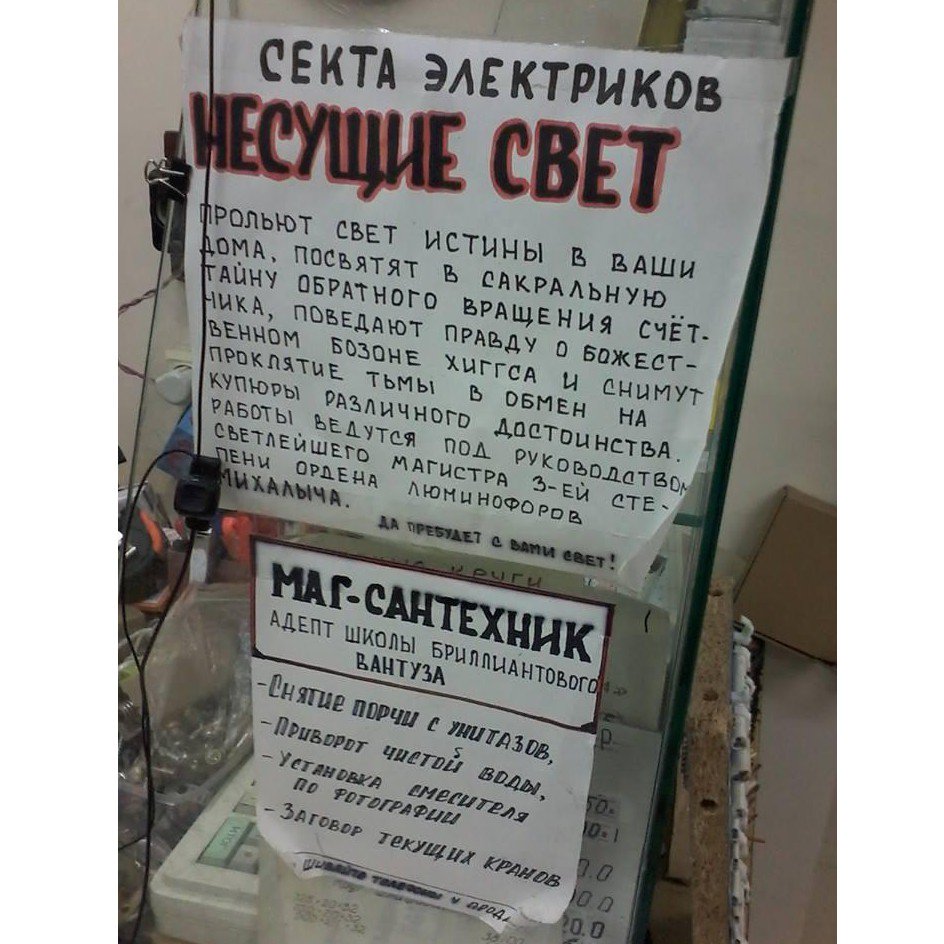 СЕКТА ЭЛЕКТРИКОВ
НЕСУЩИЕ СВЕТ
ПРОЛЬЮТ СВЕТ ИСТИНЫ В ВАШИ
ДОМА, ПОСВЯТЯТ В САКРАЛЬНУЮ
ТАЙНУ ОБРАТНОГО ВРАЩЕНИЯ СЧЁТ-
ЧИКА, ПОВЕДАЮТ ПРАВДУ О БОЖЕСТ-
ВЕННОМ БОЗОНЕ ХИГГСА И СНИМУТ
ПРОКЛЯТИЕ ТЬМЫ В ОБМЕН НА
КУПЮРЫ РАЗЛИЧНОГО ДОСТОИНСТВА.
РАБОТЫ ВЕДУТСЯ ПОД РУКОВОДСТВОМ
СВЕТЛЕЙШЕГО МАГИСТРА 3-ЕЙ СТЕ-
ПЕНИ ОРДЕНА ЛЮМИНОФОРОВ
МИХАЛЫЧА.
ДА ПРЕБУДЕТ С ВАМИ СВЕТ!
КРУГИ
МАГ-САНТЕХНИК
АДЕПТ ШКОЛЫ БРИЛЛИАНТОВОГО
ВАНТУЗА
-СНЯТИЕ ПОРЧИ С УНИТАЗОВ,
-ПРИВОРОТ ЧИСТОЙ ВОДЫ,
-УСТАНОВКА СМЕСИТЕЛЯ
ПО ФОТОГРАФИИ
-ЗАГОВОР ТЕКУЩИХ КРАНОВ
ТЕЛЕФОНЫ У